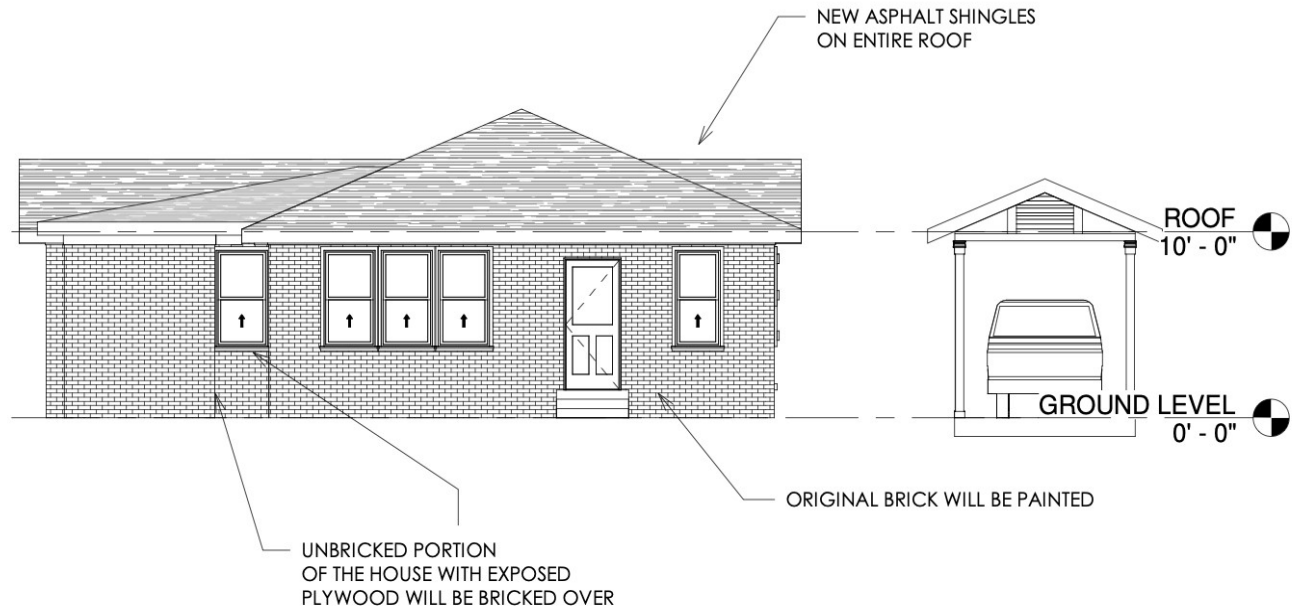 NEW ASPHALT SHINGLES
ON ENTIRE ROOF
ROOF
10' - 0"
GROUND LEVEL
0' - 0"
ORIGINAL BRICK WILL BE PAINTED
UNBRICKED PORTION
OF THE HOUSE WITH EXPOSED
PLYWOOD WILL BE BRICKED OVER